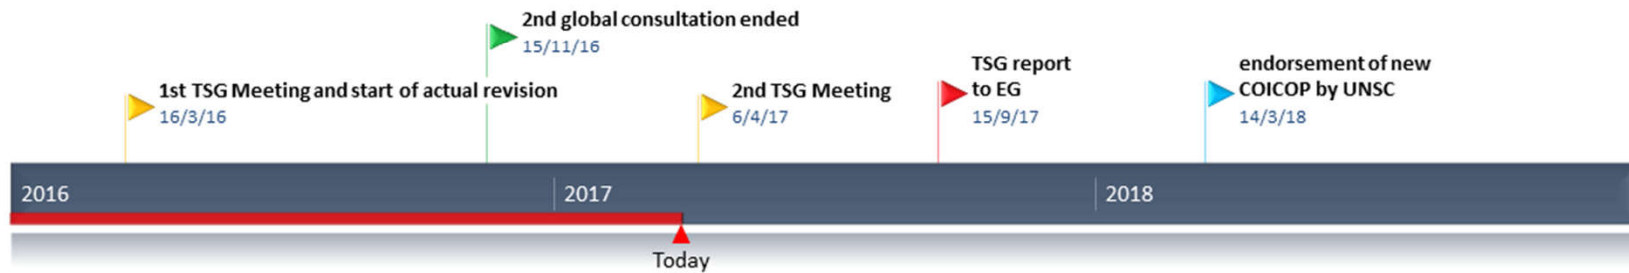 2nd global consultation ended
15/11/16
1st TSG Meeting and start of actual revision
16/3/16
2nd TSG Meeting
6/4/17
TSG report
to EG
15/9/17
endorsement of new
COICOP by UNSC
14/3/18
2016
2017
2018
Today